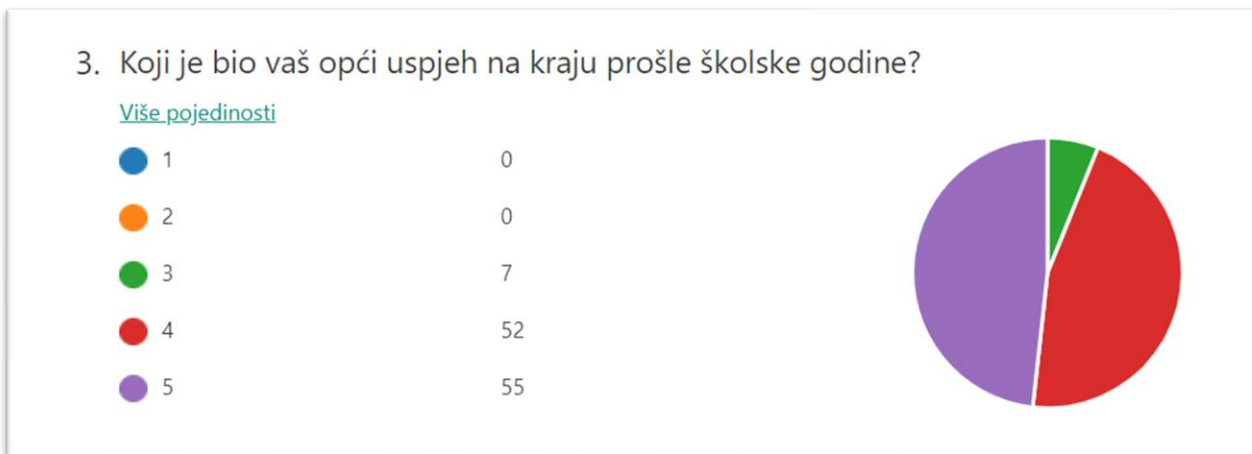 3. Koji je bio vaš opći uspjeh na kraju prošle školske godine?
Više pojedinosti
1 0
2 0
3 7
4 52
5 55